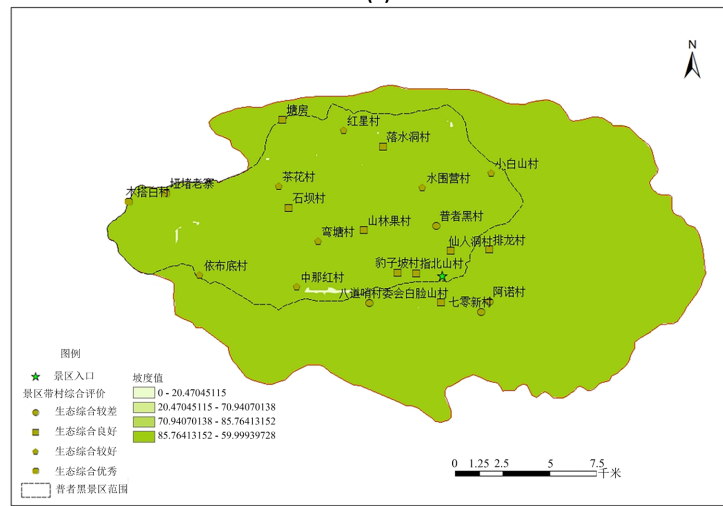 N
塘房
红星村
落水洞村
小白山村
茶花村
水围营村
木搭白村
垭堵老寨
石坝村
山林果村
普者黑村
弯塘村
仙人洞村
排龙村
依布底村
豹子坡村
指北山村
中那红村
八道哨村委会白脸山村
七零新村
阿诺村
图例
景区入口
景区带村综合评价
生态综合较差
生态综合良好
生态综合较好
生态综合优秀
普者黑景区范围
坡度值
0 - 20.47045115
20.47045115 - 70.94070138
70.94070138 - 85.76413152
85.76413152 - 59.99939728
0 1.25 2.5 5 7.5
千米